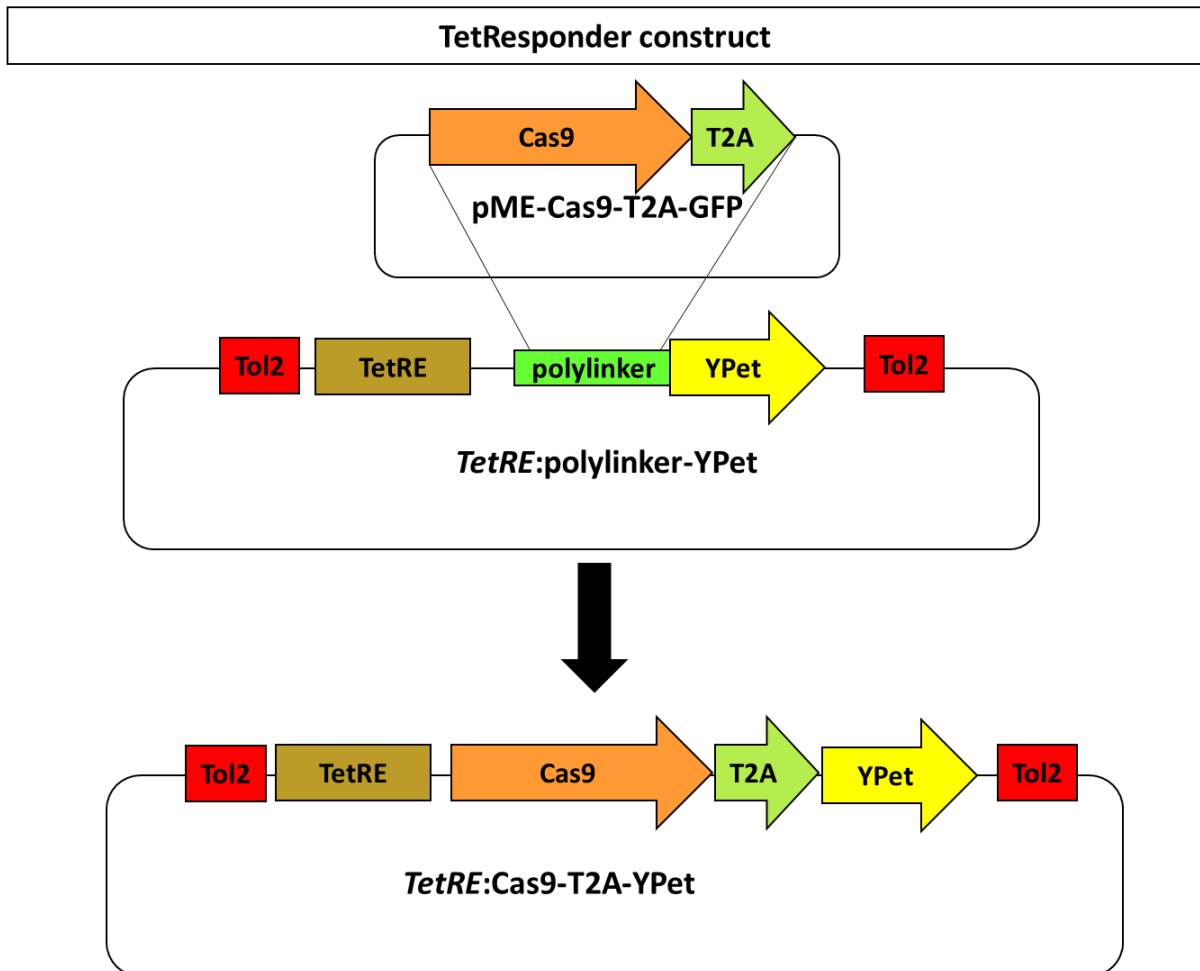 TetResponder construct
Cas9 T2A
pME-Cas9-T2A-GFP
Tol2 TetRE polylinker YPet Tol2
TetRE:polylinker-YPet
Tol2 TetRE Cas9 T2A YPet Tol2
TetRE:Cas9-T2A-YPet